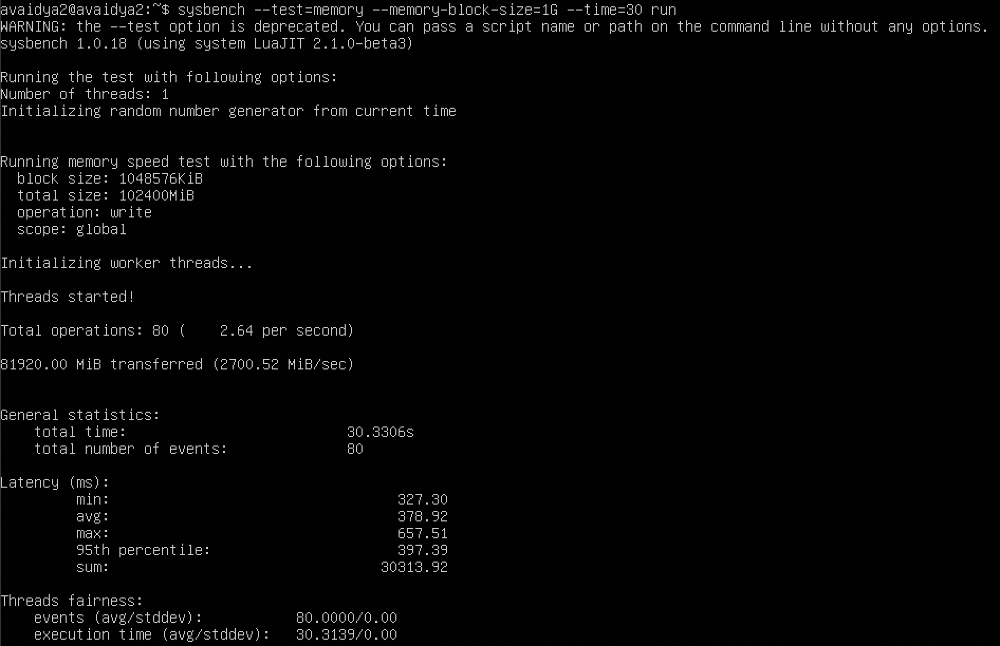 avaidya2@avaidya2:~$ sysbench --test=memory --memory-block-size=1G --time=30 run
WARNING: the --test option is deprecated. You can pass a script name or path on the command line without any options.
sysbench 1.0.18 (using system LuaJIT 2.1.0-beta3)
Running the test with following options:
Number of threads: 1
Initializing random number generator from current time
Running memory speed test with the following options:
  block size: 1048576KiB
  total size: 102400MiB
  operation: write
  scope: global
Initializing worker threads...
Threads started!
Total operations: 80 (    2.64 per second)
81920.00 MiB transferred (2700.52 MiB/sec)
General statistics:
    total time:                          30.3306s
    total number of events:              80
Latency (ms):
         min:                                  327.30
         avg:                                  378.92
         max:                                  657.51
         95th percentile:                      397.39
         sum:                                30313.92
Threads fairness:
    events (avg/stddev):           80.0000/0.00
    execution time (avg/stddev):   30.3139/0.00